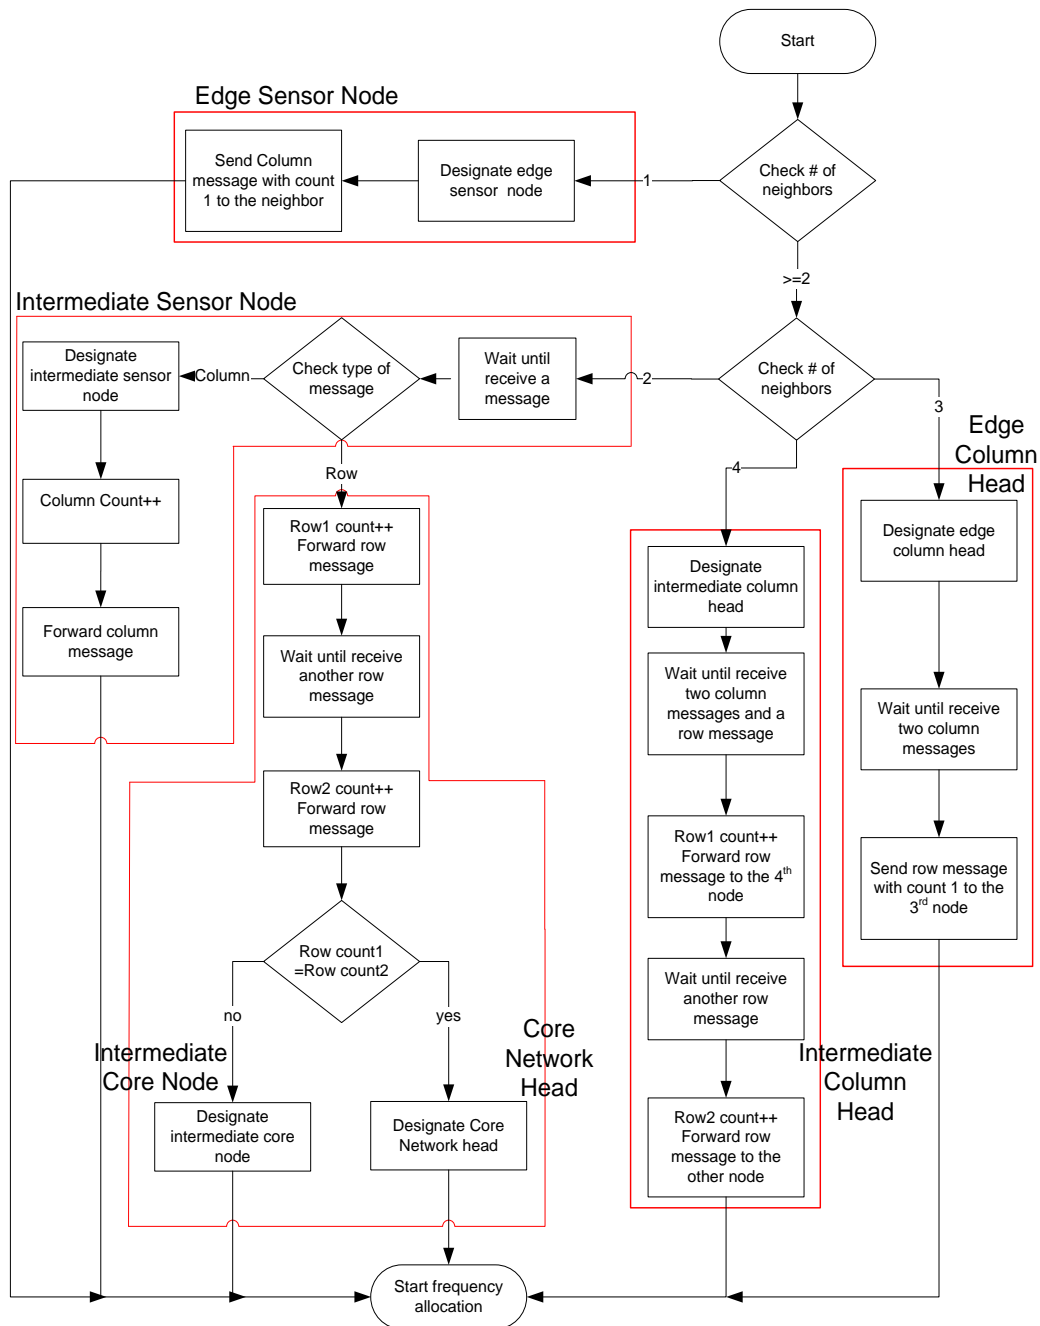 Start
Edge Sensor Node
Send Column
message with count
1 to the neighbor
Designate edge
sensor node
1
Check # of
neighbors
>=2
Intermediate Sensor Node
Designate
intermediate sensor
node
Column
Check type of
message
Wait until
receive a
message
2
Check # of
neighbors
3
4
Row
Edge
Column
Head
Column Count++
Forward column
message
Row1 count++
Forward row
message
Wait until receive
another row
message
Row2 count++
Forward row
message
Row count1
=Row count2
no
yes
Intermediate
Core Node
Core
Network
Head
Designate
intermediate core
node
Designate Core
Network head
Designate
intermediate column
head
Wait until receive
two column
messages and a
row message
Row1 count++
Forward row
message to the 4th
node
Wait until receive
another row
message
Row2 count++
Forward row
message to the
other node
Intermediate
Column
Head
Designate edge
column head
Wait until receive
two column
messages
Send row message
with count 1 to the
3rd node
Start frequency
allocation